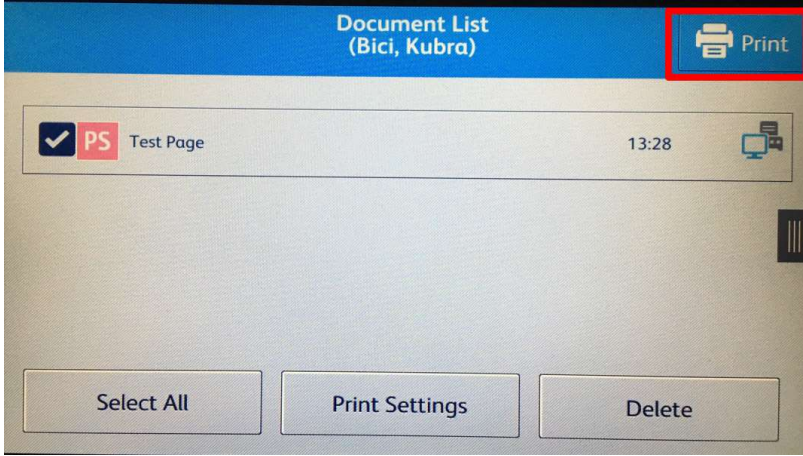 Document List
(Bici, Kubra)
Print
PS Test Page 13:28
Select All Print Settings Delete